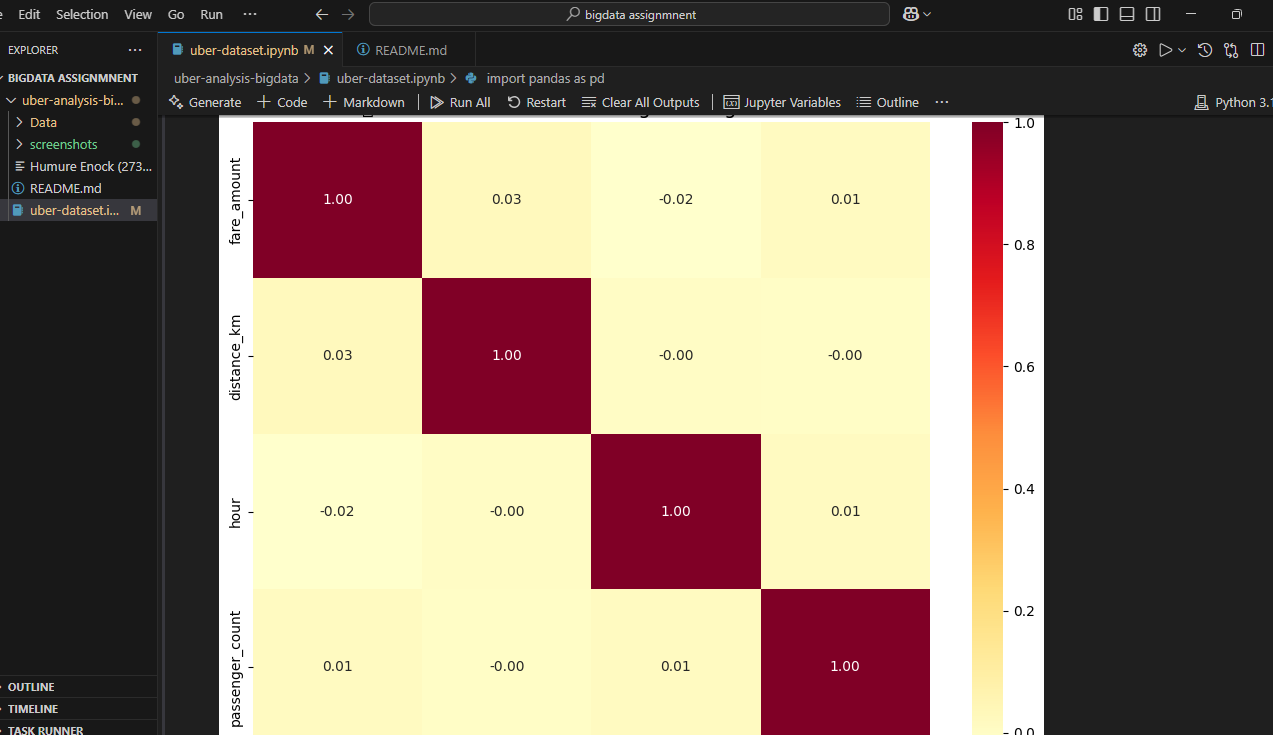 Edit Selection View Go Run ··· bigdata assignmnent
EXPLORER ···
uber-dataset.ipynb M
README.md
BIGDATA ASSIGNMENT
uber-analysis-bi...
Data
screenshots
Humure Enock (273...
README.md
uber-dataset.i... M
OUTLINE
TIMELINE
TASK RUNNER
uber-analysis-bigdata > uber-dataset.ipynb > import pandas as pd
Generate + Code + Markdown Run All Restart Clear All Outputs Jupyter Variables Outline ··· Python 3.1
fare_amount 1.00 0.03 -0.02 0.01
distance_km 0.03 1.00 -0.00 -0.00
hour -0.02 -0.00 1.00 0.01
passenger_count 0.01 -0.00 0.01 1.00
1.0
0.8
0.6
0.4
0.2
0.0